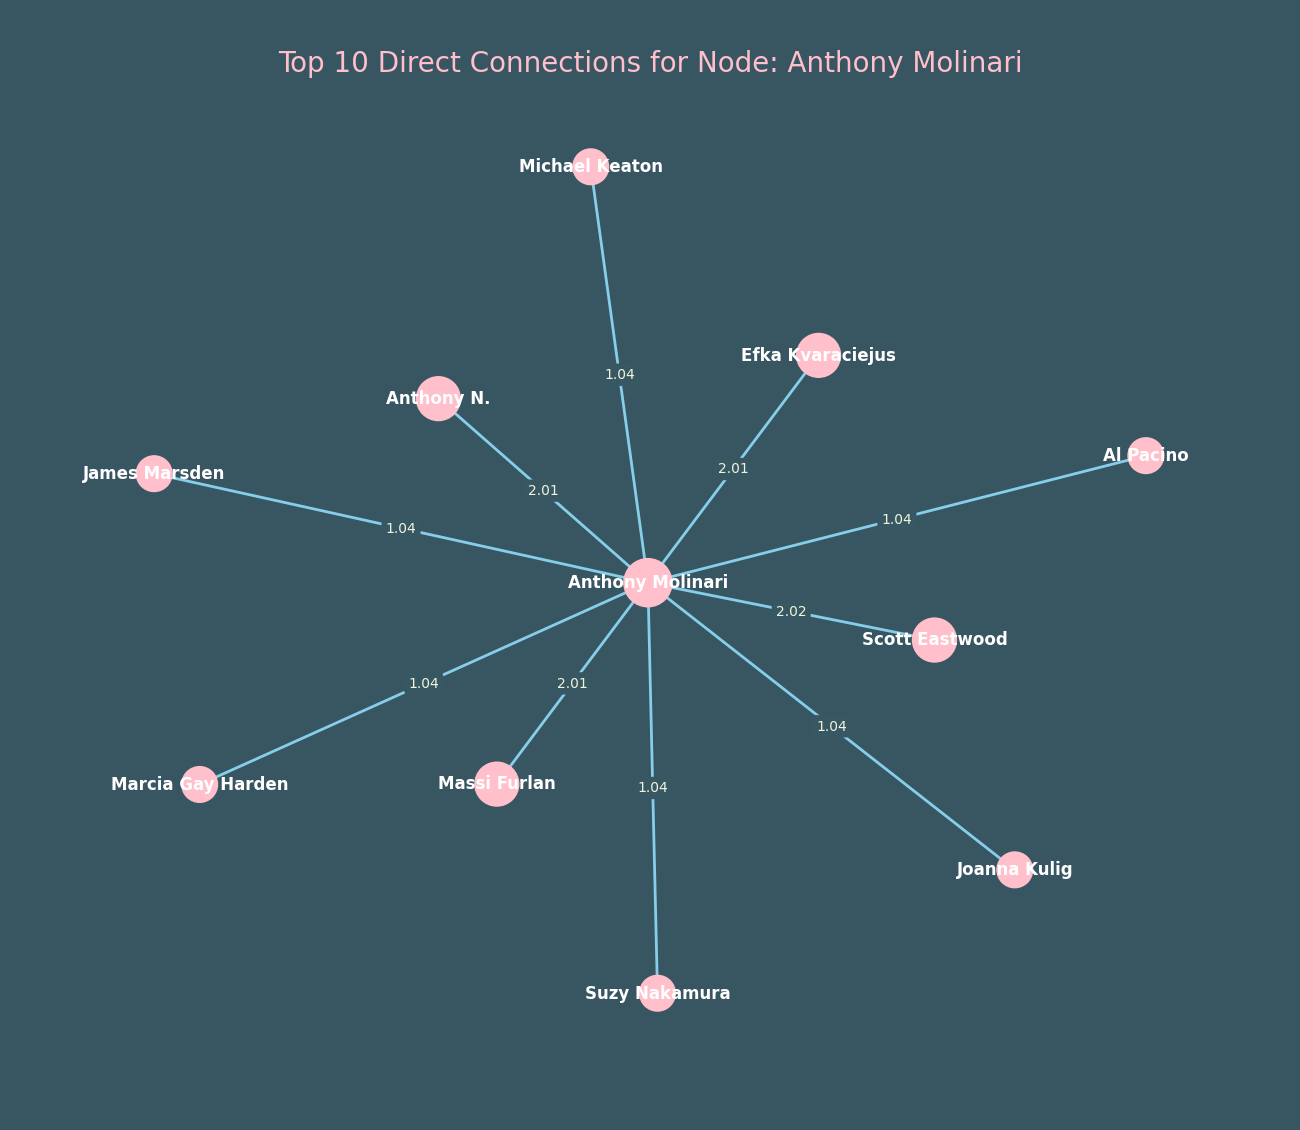 Top 10 Direct Connections for Node: Anthony Molinari
Michael Keaton
Efka Kvaraciejus
1.04
Anthony N.
Al Pacino
2.01
James Marsden
2.01
1.04
1.04
Anthony Molinari
2.02
Scott Eastwood
1.04
2.01
1.04
Marcia Gay Harden
Massi Furlan
1.04
Joanna Kulig
Suzy Nakamura